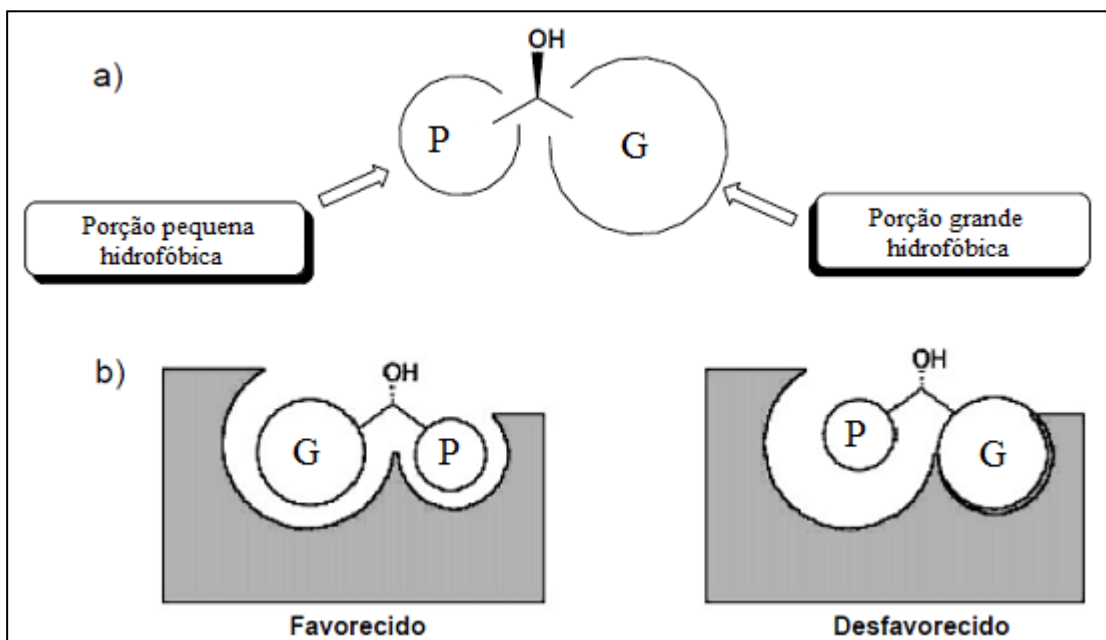 a)
OH
P
G
Porção pequena
hidrofóbica
Porção grande
hidrofóbica
b)
OH
G
P
Favorecido
OH
P
G
Desfavorecido